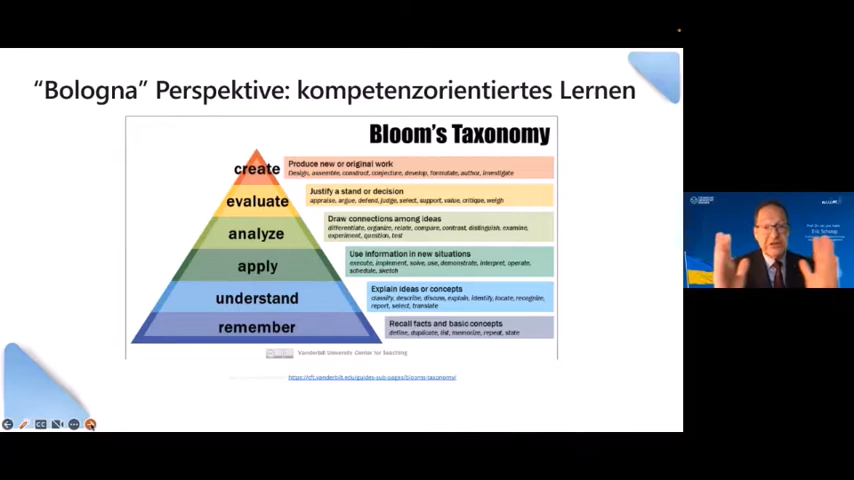 “Bologna” Perspektive: kompetenzorientiertes Lernen
Bloom's Taxonomy
create
Produce new or original work
Design, assemble, construct, conjecture, develop, formulate, author, investigate
evaluate
Justify a stand or decision
appraise, argue, defend, judge, select, support, value, critique, weigh
analyze
Draw connections among ideas
differentiate, organize, relate, compare, contrast, distinguish, examine,
experiment, question, test
apply
Use information in new situations
execute, implement, solve, use, demonstrate, interpret, operate,
schedule, sketch
understand
Explain ideas or concepts
classify, describe, discuss, explain, identify, locate, recognize,
report, select, translate
remember
Recall facts and basic concepts
define, duplicate, list, memorize, repeat, state
Vanderbilt University Center for Teaching
https://cft.vanderbilt.edu/guides-sub-pages/blooms-taxonomy/
CC